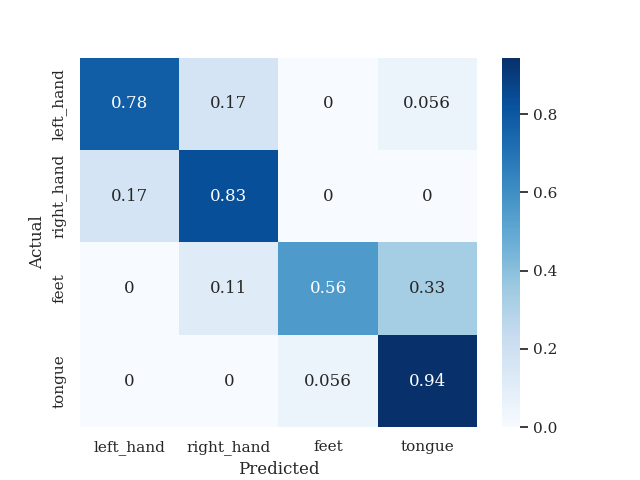 left_hand 0.78 0.17 0 0.056
right_hand 0.17 0.83 0 0
feet 0 0.11 0.56 0.33
tongue 0 0 0.056 0.94
left_hand right_hand feet tongue
Predicted
Actual
0.8
0.6
0.4
0.2
0.0